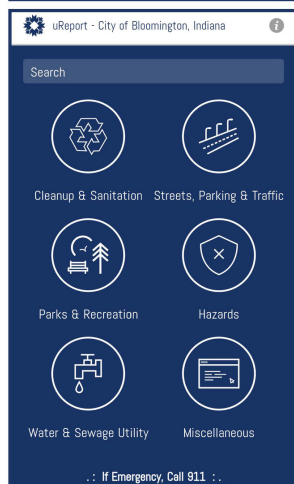 uReport - City of Bloomington, Indiana
Search
Cleanup & Sanitation Streets, Parking & Traffic
Parks & Recreation Hazards
Water & Sewage Utility Miscellaneous
.: If Emergency, Call 911 :.